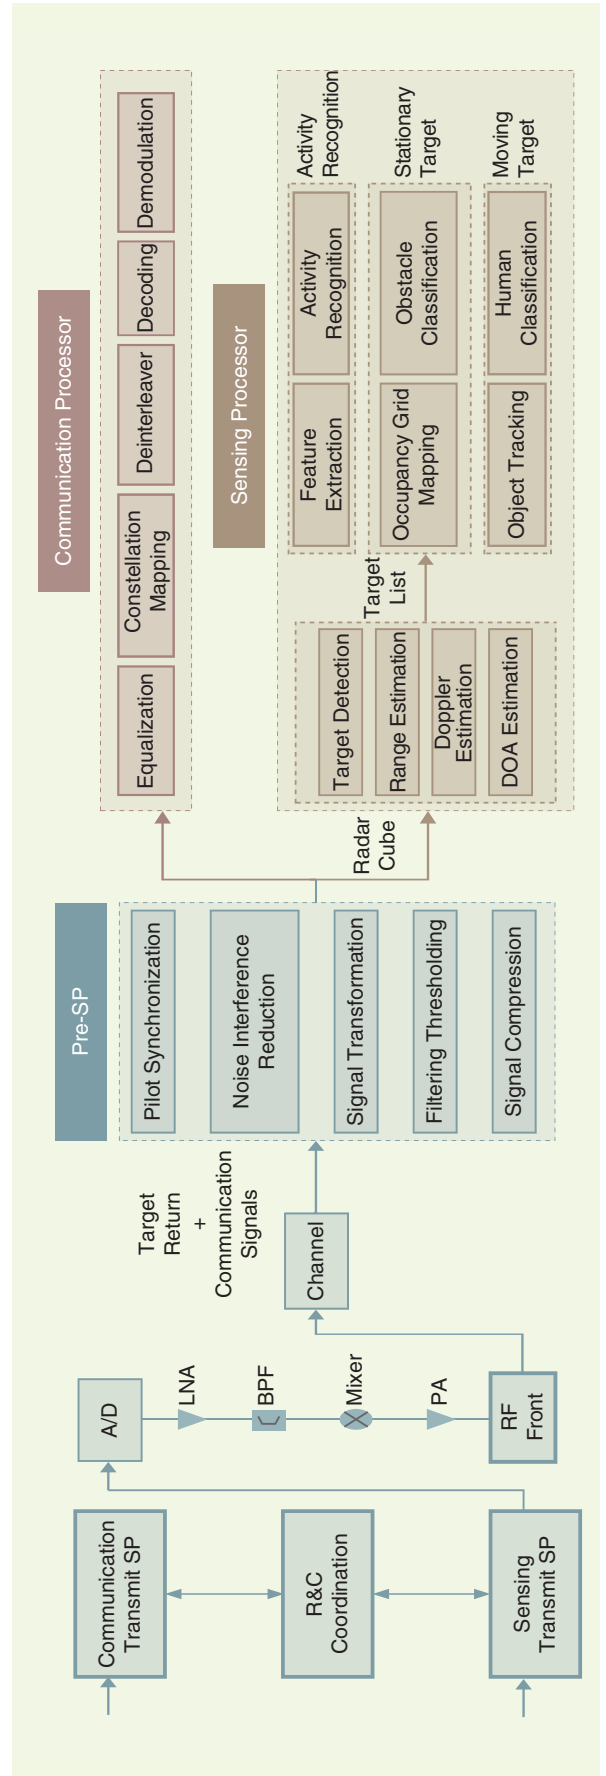 Communication
Transmit SP
R&C
Coordination
Sensing
Transmit SP
A/D
LNA
BPF
Mixer
PA
RF
Front
Channel
Target
Return
+
Communication
Signals
Pre-SP
Pilot Synchronization
Noise Interference
Reduction
Signal Transformation
Filtering Thresholding
Signal Compression
Radar
Cube
Communication Processor
Equalization
Constellation
Mapping
Deinterleaver
Decoding
Demodulation
Sensing Processor
Target Detection
Range Estimation
Doppler
Estimation
DOA Estimation
Target
List
Feature
Extraction
Activity
Recognition
Activity
Recognition
Occupancy Grid
Mapping
Obstacle
Classification
Stationary
Target
Object Tracking
Human
Classification
Moving
Target